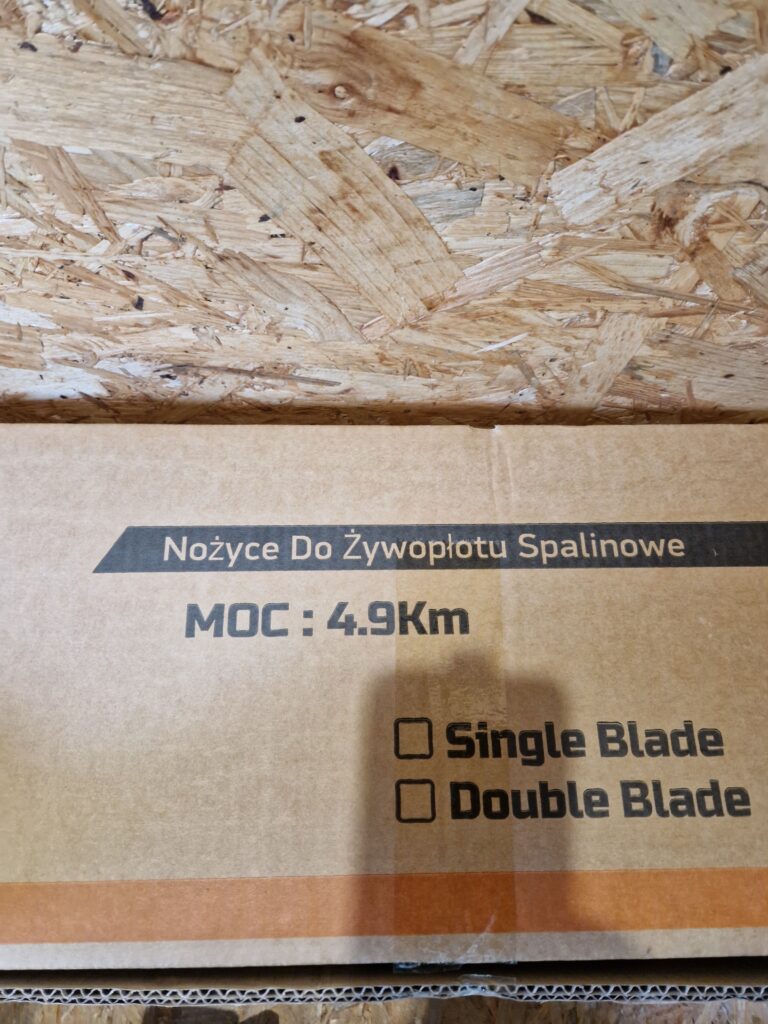 Nożyce Do Żywopłotu Spalinowe
MOC : 4.9Km
Single Blade
Double Blade